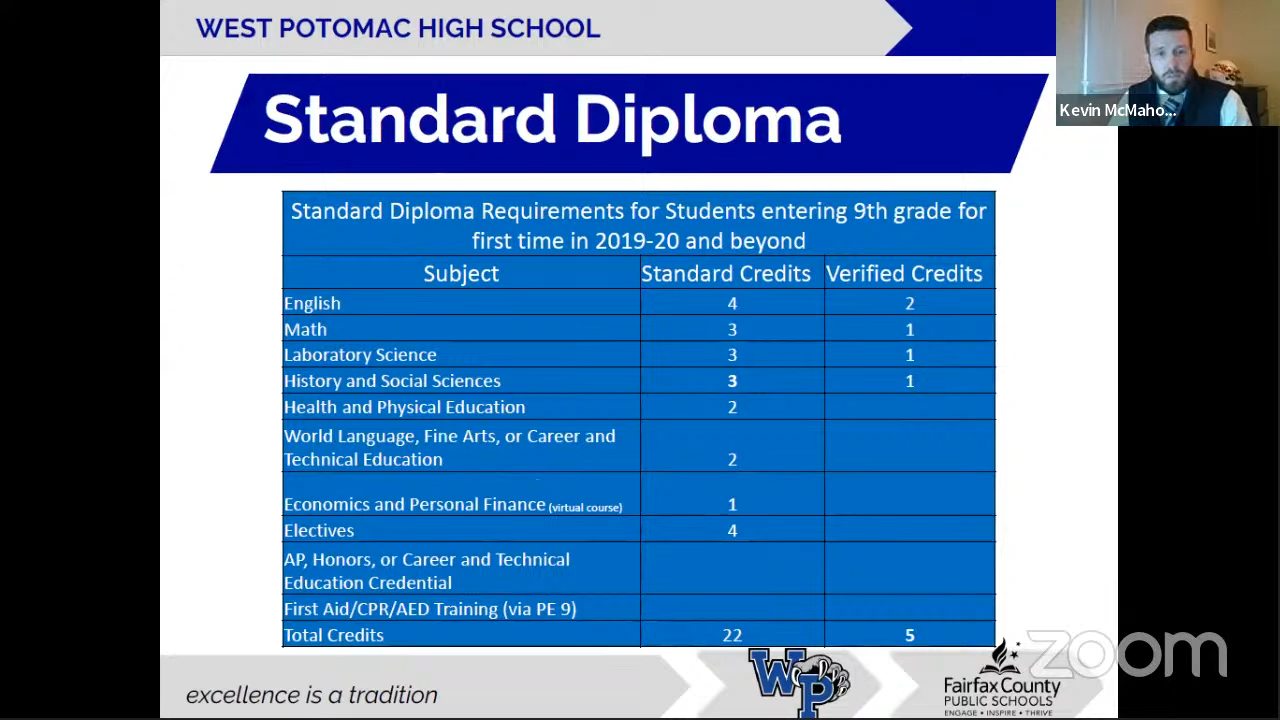 WEST POTOMAC HIGH SCHOOL
Kevin McMaho...
Standard Diploma
Standard Diploma Requirements for Students entering 9th grade for
first time in 2019-20 and beyond
Subject Standard Credits Verified Credits
English 4 2
Math 3 1
Laboratory Science 3 1
History and Social Sciences 3 1
Health and Physical Education 2
World Language, Fine Arts, or Career and
Technical Education 2
Economics and Personal Finance (virtual course) 1
Electives 4
AP, Honors, or Career and Technical
Education Credential
First Aid/CPR/AED Training (via PE 9)
Total Credits 22 5
excellence is a tradition
WP
Fairfax County
PUBLIC SCHOOLS
ENGAGE • INSPIRE • THRIVE
zoom